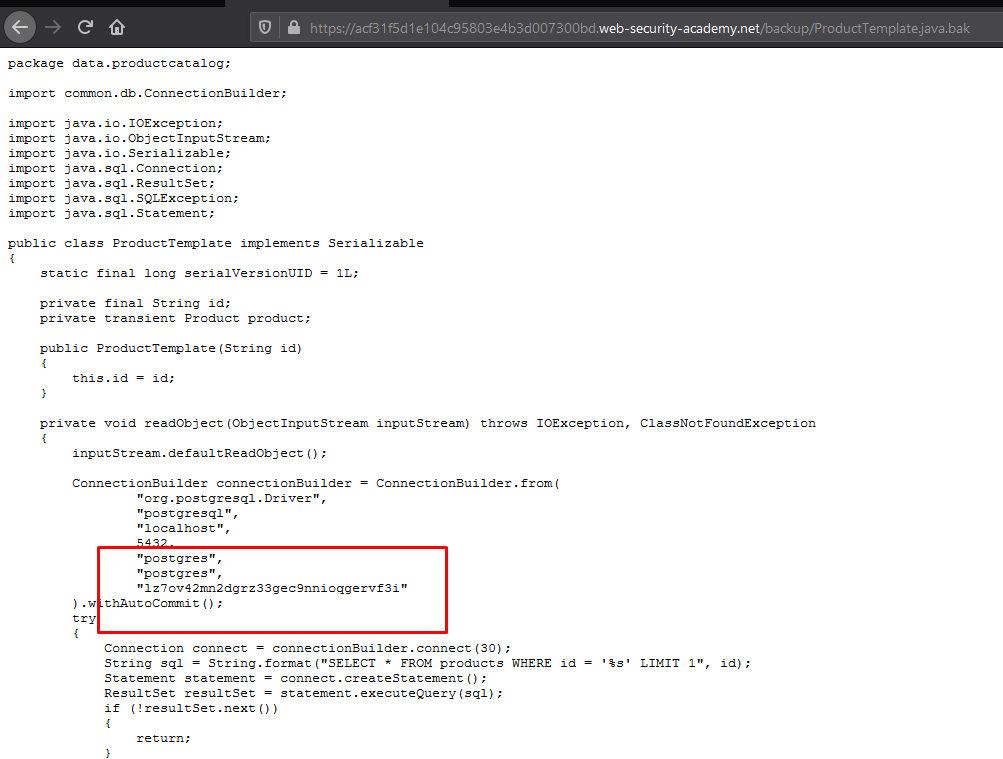 https://acf31f5d1e104c95803e4b3d007300bd.web-security-academy.net/backup/ProductTemplate.java.bak
package data.productcatalog;
import common.db.ConnectionBuilder;
import java.io.IOException;
import java.io.ObjectInputStream;
import java.io.Serializable;
import java.sql.Connection;
import java.sql.ResultSet;
import java.sql.SQLException;
import java.sql.Statement;
public class ProductTemplate implements Serializable
{
    static final long serialVersionUID = 1L;
    private final String id;
    private transient Product product;
    public ProductTemplate(String id)
    {
        this.id = id;
    }
    private void readObject(ObjectInputStream inputStream) throws IOException, ClassNotFoundException
    {
        inputStream.defaultReadObject();
        ConnectionBuilder connectionBuilder = ConnectionBuilder.from(
                "org.postgresql.Driver",
                "postgresql",
                "localhost",
                5432,
                "postgres",
                "postgres",
                "lz7ov42mn2dgrz33gec9nnioqgervf3i"
        ).withAutoCommit();
        try
        {
            Connection connect = connectionBuilder.connect(30);
            String sql = String.format("SELECT * FROM products WHERE id = '%s' LIMIT 1", id);
            Statement statement = connect.createStatement();
            ResultSet resultSet = statement.executeQuery(sql);
            if (!resultSet.next())
            {
                return;
            }